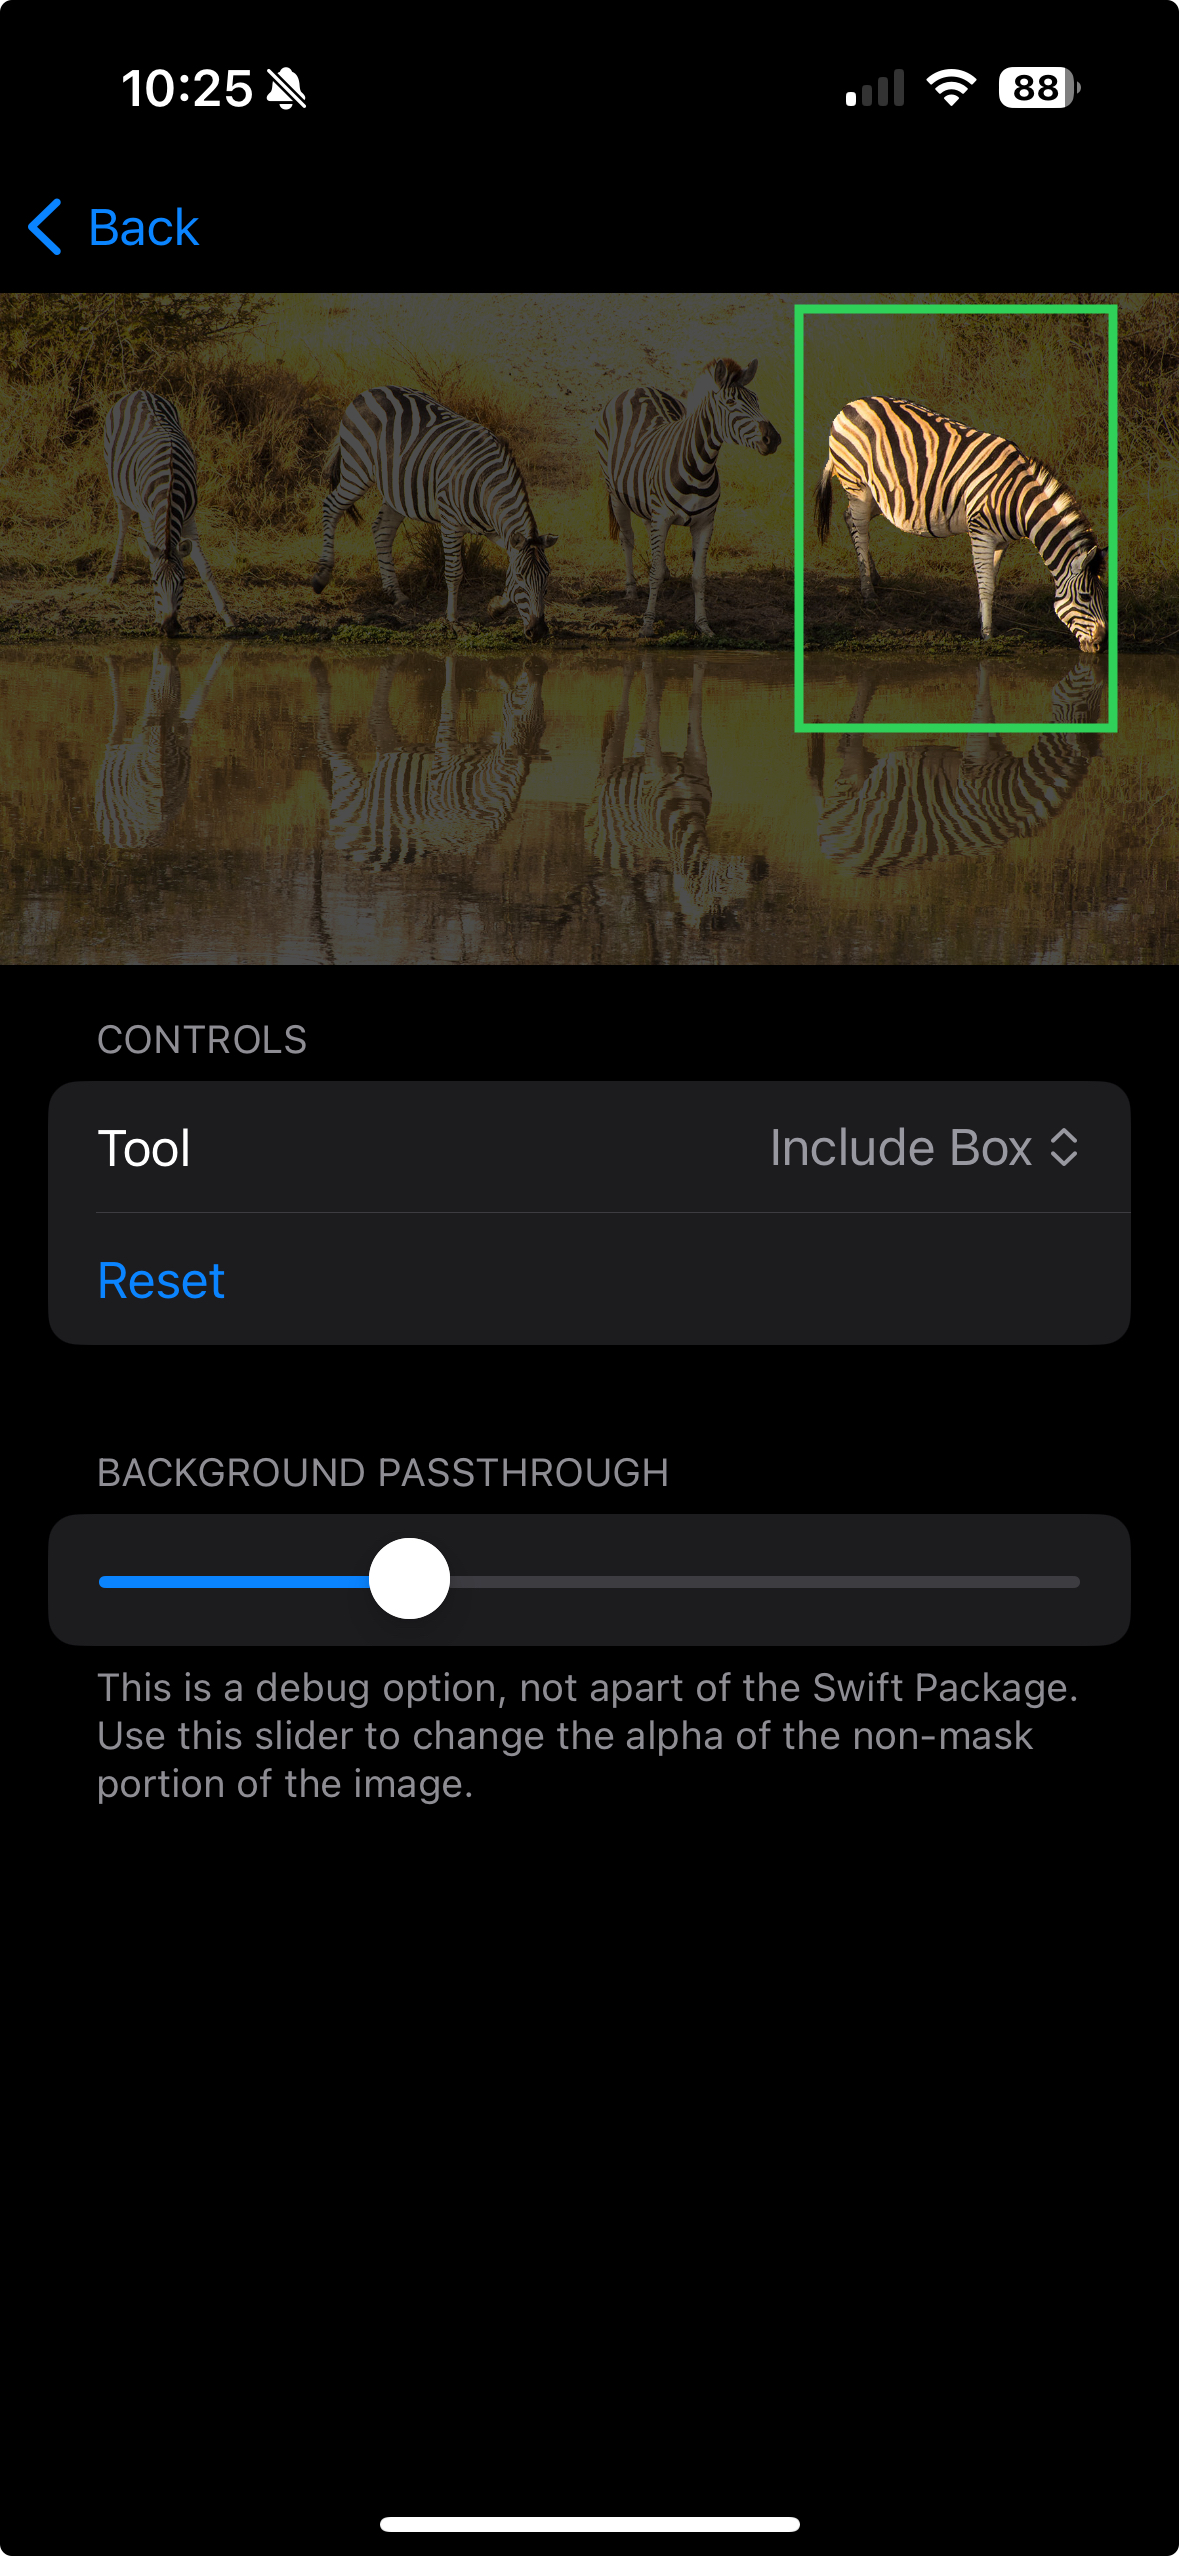 10:25
88
Back
CONTROLS
Tool
Include Box
Reset
BACKGROUND PASSTHROUGH
This is a debug option, not apart of the Swift Package.
Use this slider to change the alpha of the non-mask
portion of the image.